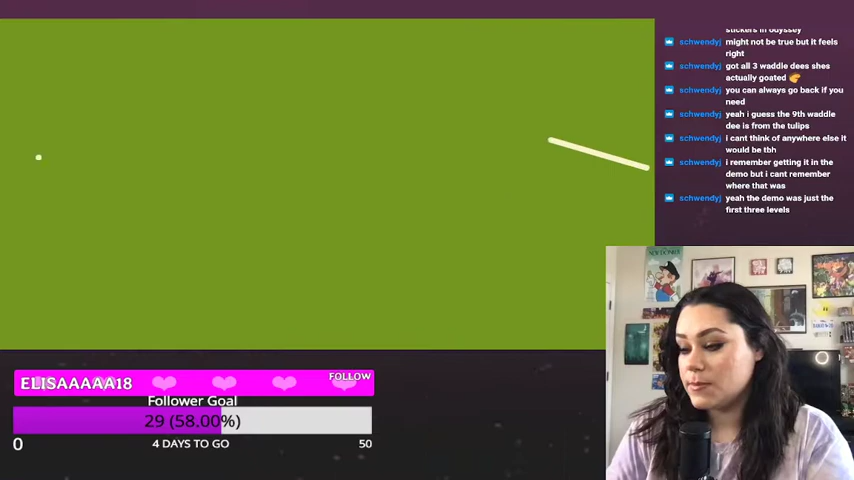 stickers in odyssey
schwendyj might not be true but it feels
right
schwendyj got all 3 waddle dees shes
actually goated
schwendyj you can always go back if you
need
schwendyj yeah i guess the 9th waddle
dee is from the tulips
schwendyj i cant think of anywhere else it
would be tbh
schwendyj i remember getting it in the
demo but i cant remember
where that was
schwendyj yeah the demo was just the
first three levels
ELISAAAAA18
FOLLOW
Follower Goal
29 (58.00%)
0 4 DAYS TO GO 50